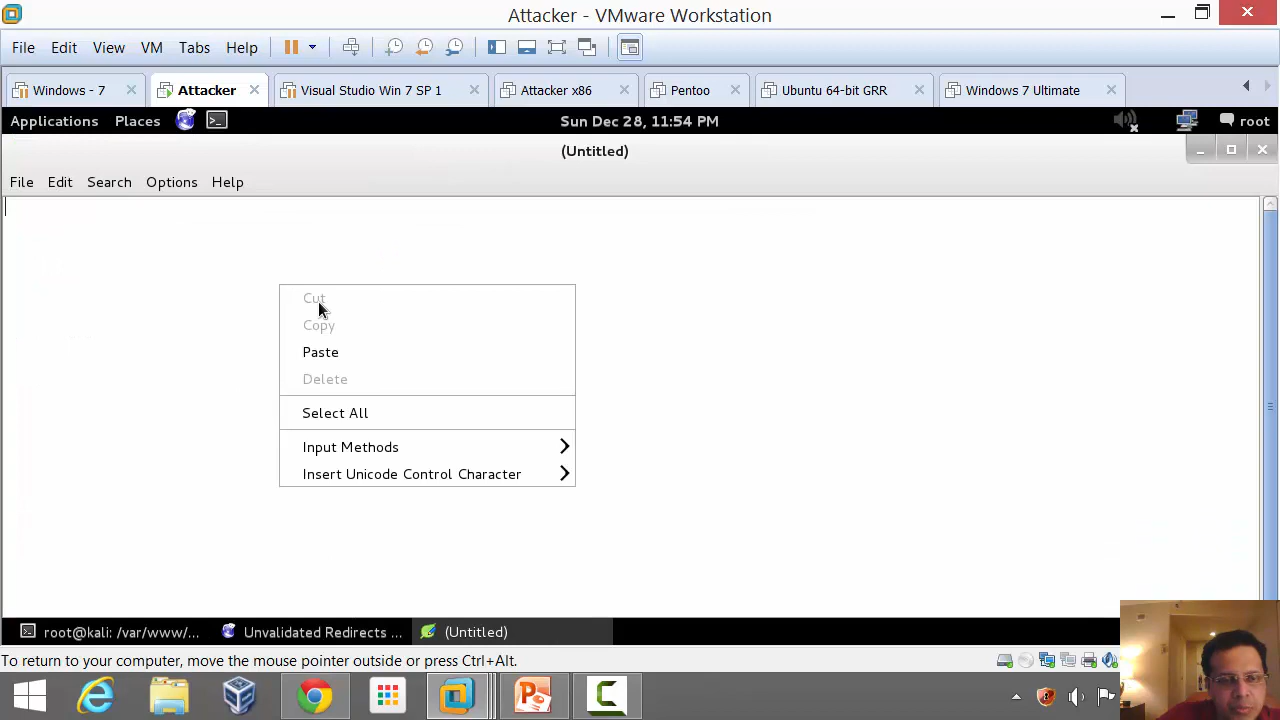 Attacker - VMware Workstation
File Edit View VM Tabs Help
Windows - 7 Attacker Visual Studio Win 7 SP 1 Attacker x86 Pentoo Ubuntu 64-bit GRR Windows 7 Ultimate
Applications Places Sun Dec 28, 11:54 PM root
(Untitled)
File Edit Search Options Help
Cut
Copy
Paste
Delete
Select All
Input Methods
Insert Unicode Control Character
root@kali: /var/www/... Unvalidated Redirects ... (Untitled)
To return to your computer, move the mouse pointer outside or press Ctrl+Alt.